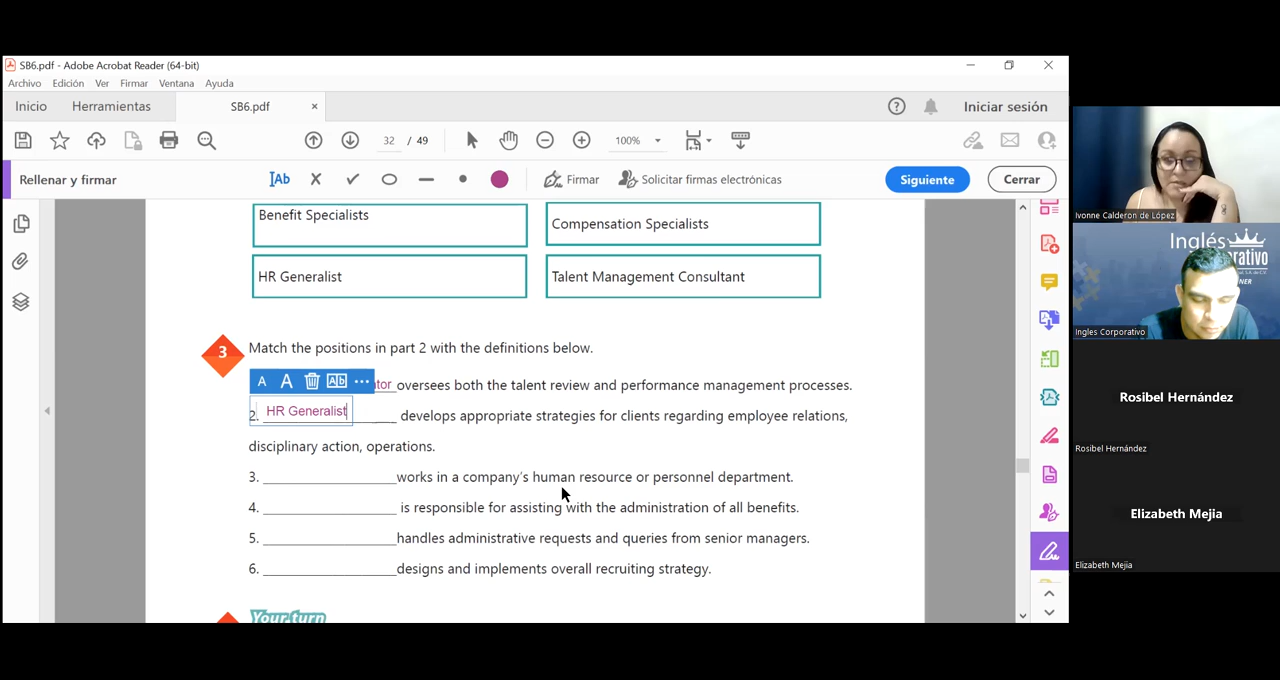 SB6.pdf - Adobe Acrobat Reader (64-bit)
Archivo Edición Ver Firmar Ventana Ayuda
Inicio Herramientas SB6.pdf × ? Iniciar sesión
32 / 49 100%
Rellenar y firmar Ab Firmar Solicitar firmas electrónicas Siguiente Cerrar
Benefit Specialists
Compensation Specialists
HR Generalist
Talent Management Consultant
3 Match the positions in part 2 with the definitions below.
A A Ab ...
tor oversees both the talent review and performance management processes.
2. HR Generalist develops appropriate strategies for clients regarding employee relations,
disciplinary action, operations.
3. __________________works in a company's human resource or personnel department.
4. __________________ is responsible for assisting with the administration of all benefits.
5. __________________handles administrative requests and queries from senior managers.
6. __________________designs and implements overall recruiting strategy.
Your turn
Ivonne Calderon de López
Inglés
Ingles Corporativo
Rosibel Hernández
Rosibel Hernández
Elizabeth Mejia
Elizabeth Mejia